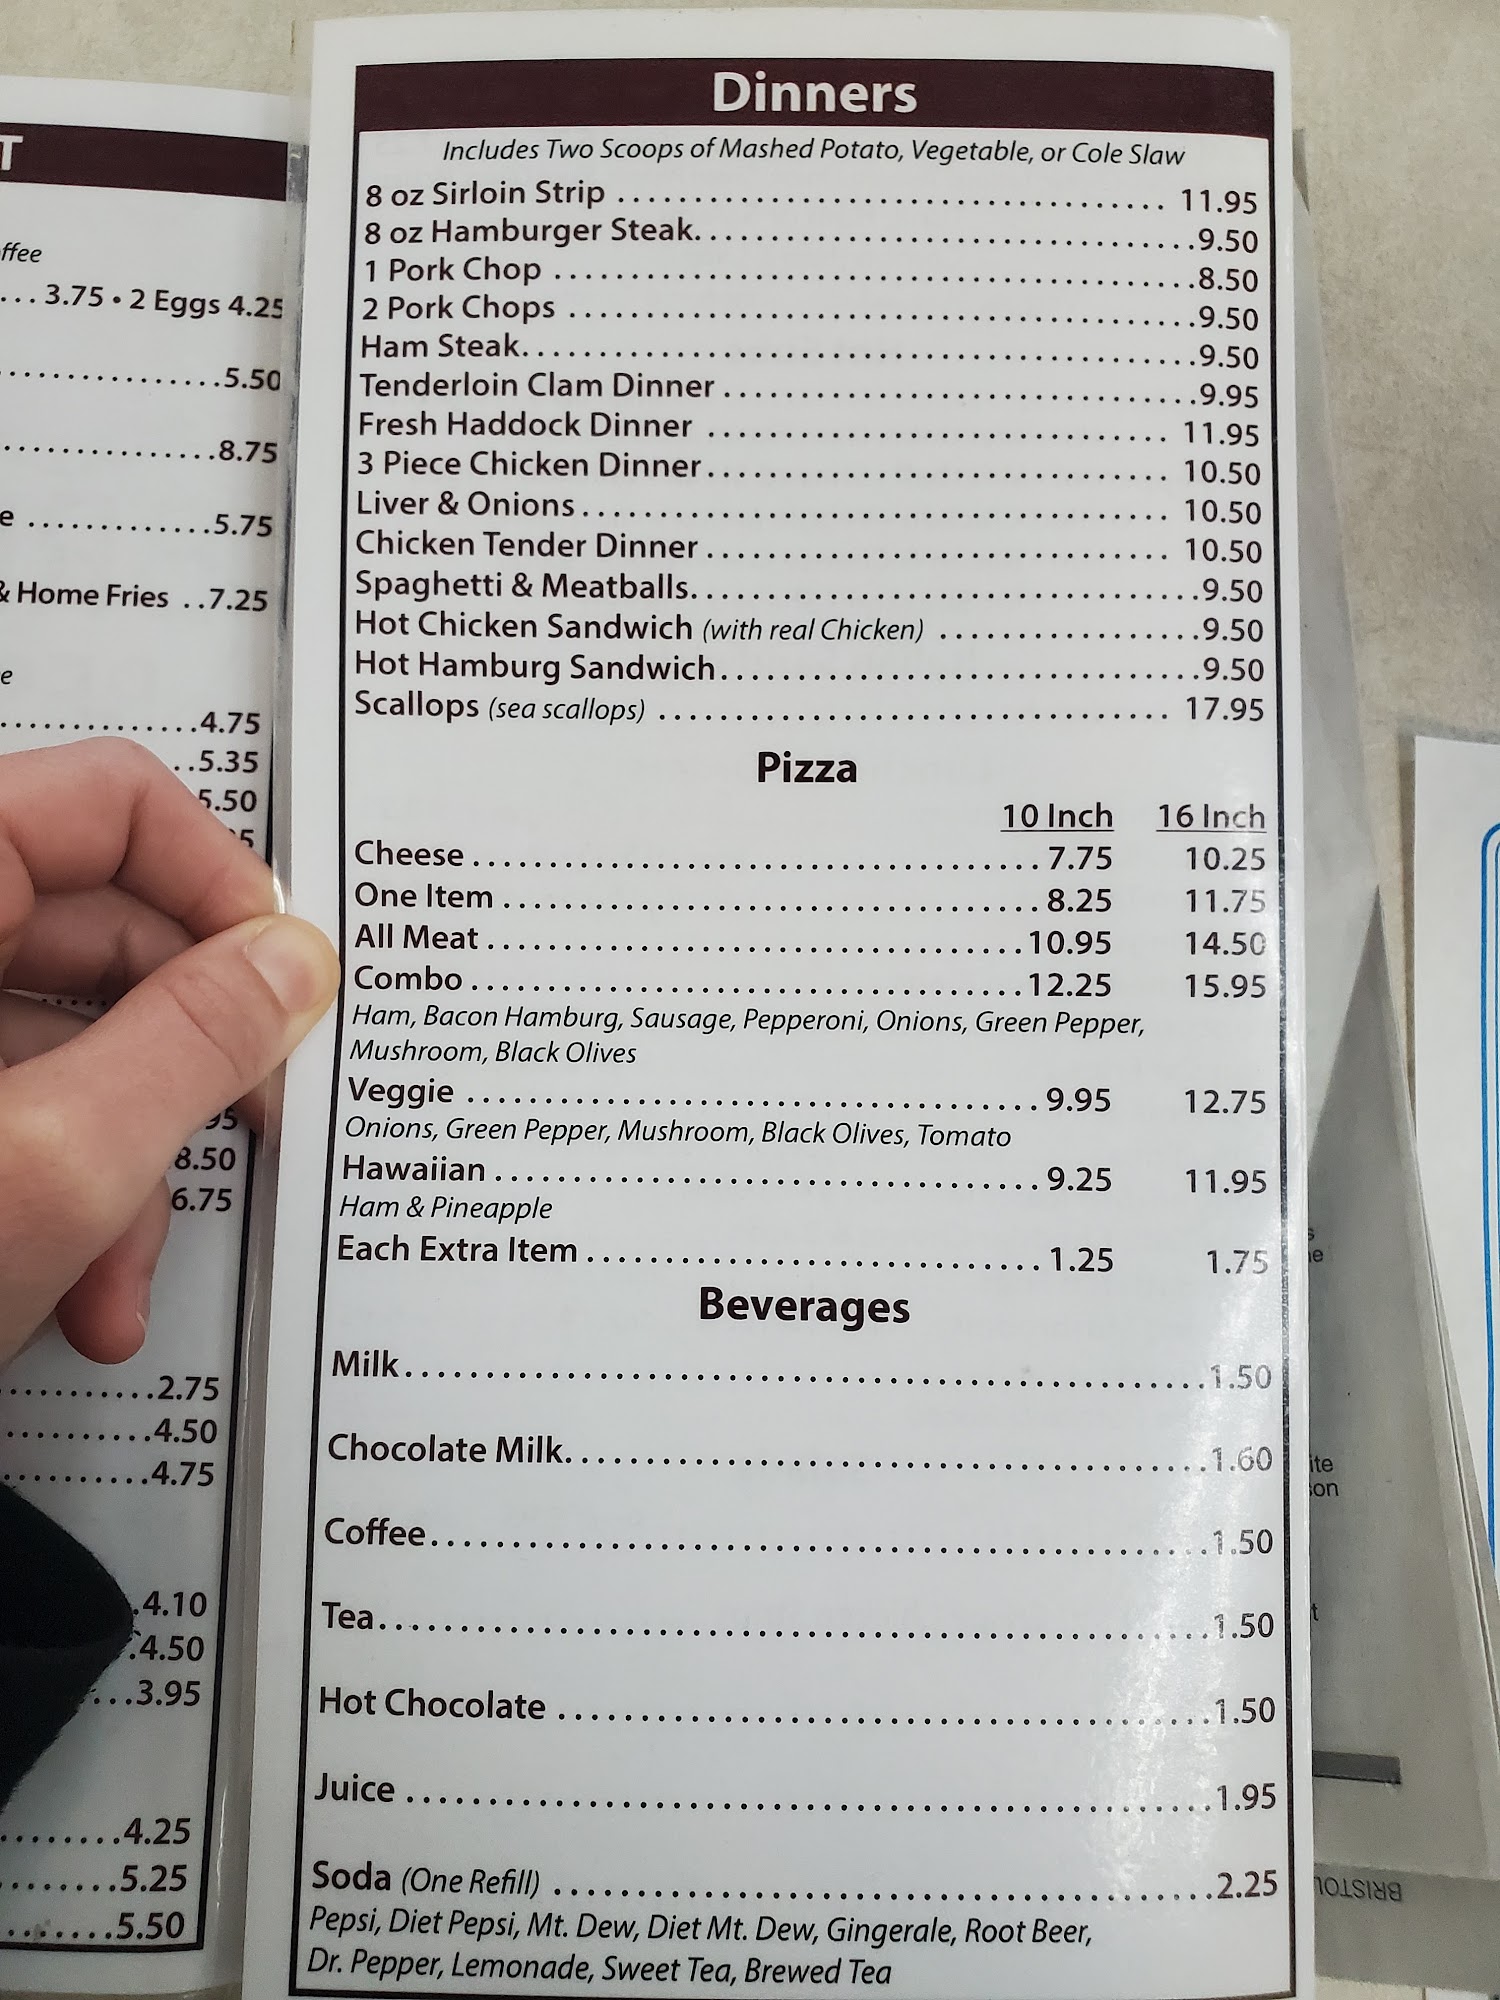 T
ffee
... 3.75 • 2 Eggs 4.25
...............5.50
...............8.75
e .............5.75
& Home Fries ..7.25
e
.............4.75
..5.35
5.50
5
95
8.50
6.75
..........2.75
..........4.50
..........4.75
.4.10
.4.50
...3.95
........4.25
........5.25
.......5.50
Dinners
Includes Two Scoops of Mashed Potato, Vegetable, or Cole Slaw
8 oz Sirloin Strip .................................... 11.95
8 oz Hamburger Steak.................................9.50
1 Pork Chop ..........................................8.50
2 Pork Chops .........................................9.50
Ham Steak............................................9.50
Tenderloin Clam Dinner ...............................9.95
Fresh Haddock Dinner .............................. 11.95
3 Piece Chicken Dinner.............................. 10.50
Liver & Onions....................................... 10.50
Chicken Tender Dinner .............................. 10.50
Spaghetti & Meatballs.................................9.50
Hot Chicken Sandwich (with real Chicken) .................9.50
Hot Hamburg Sandwich...............................9.50
Scallops (sea scallops) .................................. 17.95
Pizza
10 Inch 16 Inch
Cheese ......................................7.75 10.25
One Item ....................................8.25 11.75
All Meat ....................................10.95 14.50
Combo .....................................12.25 15.95
Ham, Bacon Hamburg, Sausage, Pepperoni, Onions, Green Pepper,
Mushroom, Black Olives
Veggie ......................................9.95 12.75
Onions, Green Pepper, Mushroom, Black Olives, Tomato
Hawaiian ....................................9.25 11.95
Ham & Pineapple
Each Extra Item .............................. 1.25 1.75
Beverages
Milk....................................................1.50
Chocolate Milk.........................................1.60
Coffee..................................................1.50
Tea.....................................................1.50
Hot Chocolate ..........................................1.50
Juice ...................................................1.95
Soda (One Refill) ..........................................2.25
Pepsi, Diet Pepsi, Mt. Dew, Diet Mt. Dew, Gingerale, Root Beer,
Dr. Pepper, Lemonade, Sweet Tea, Brewed Tea
s
e
ite
on
t
BRISTOL